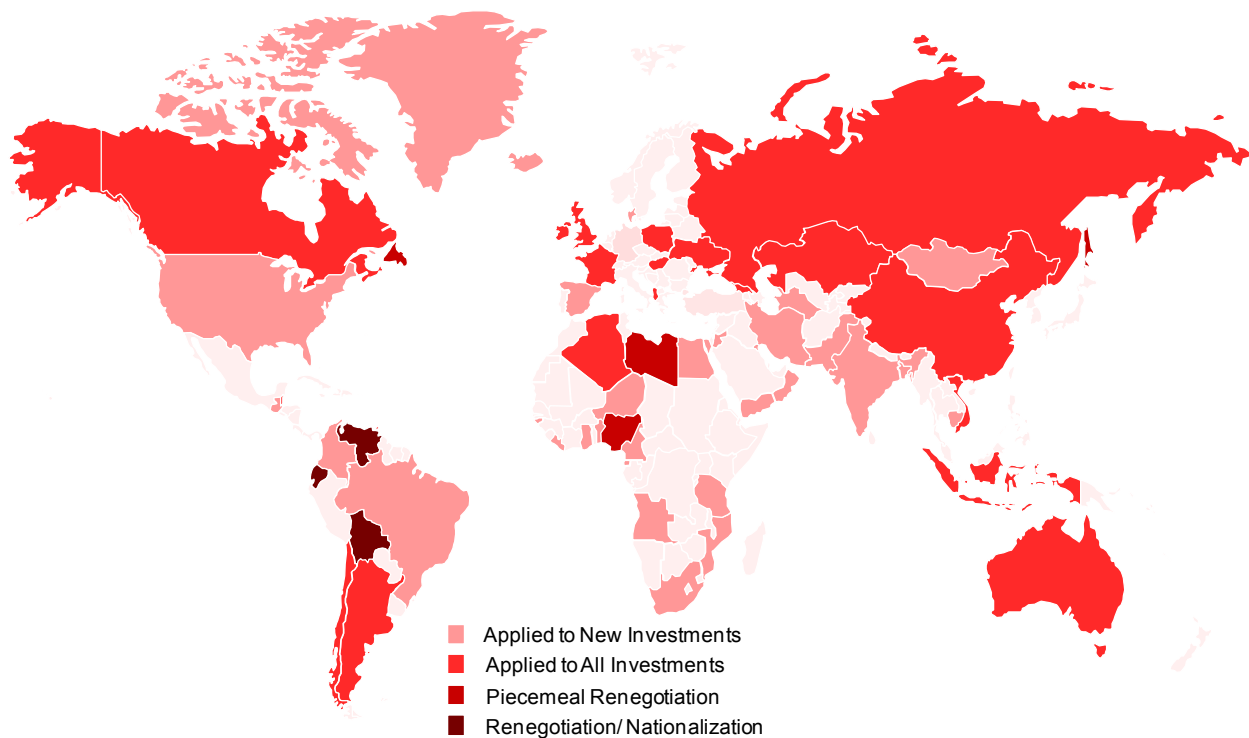 Applied to New Investments
Applied to All Investments
Piecemeal Renegotiation
Renegotiation/ Nationalization